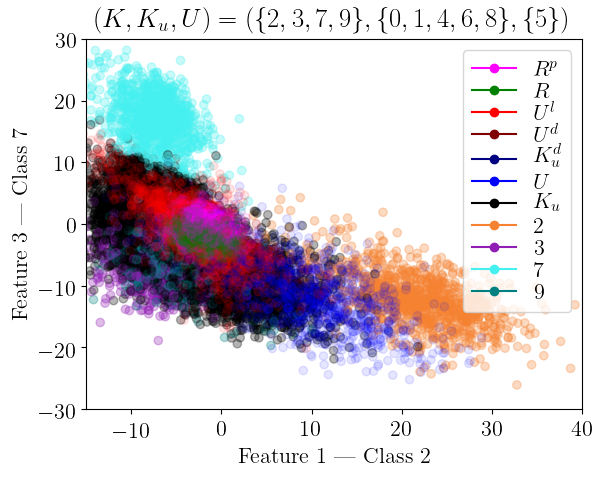 (K, K_u, U) = ({2, 3, 7, 9}, {0, 1, 4, 6, 8}, {5})
30
20
10
0
−10
−20
−30
Feature 3 — Class 7
R^p
R
U^l
U^d
K_u^d
U
K_u
2
3
7
9
−10 0 10 20 30 40
Feature 1 — Class 2